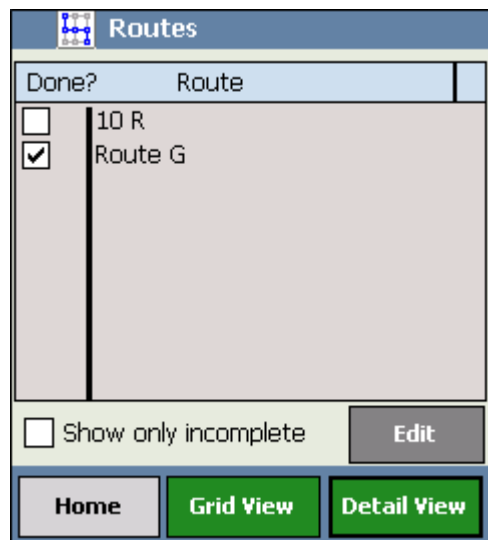 Routes
Done? Route
10 R
Route G
Show only incomplete Edit
Home Grid View Detail View